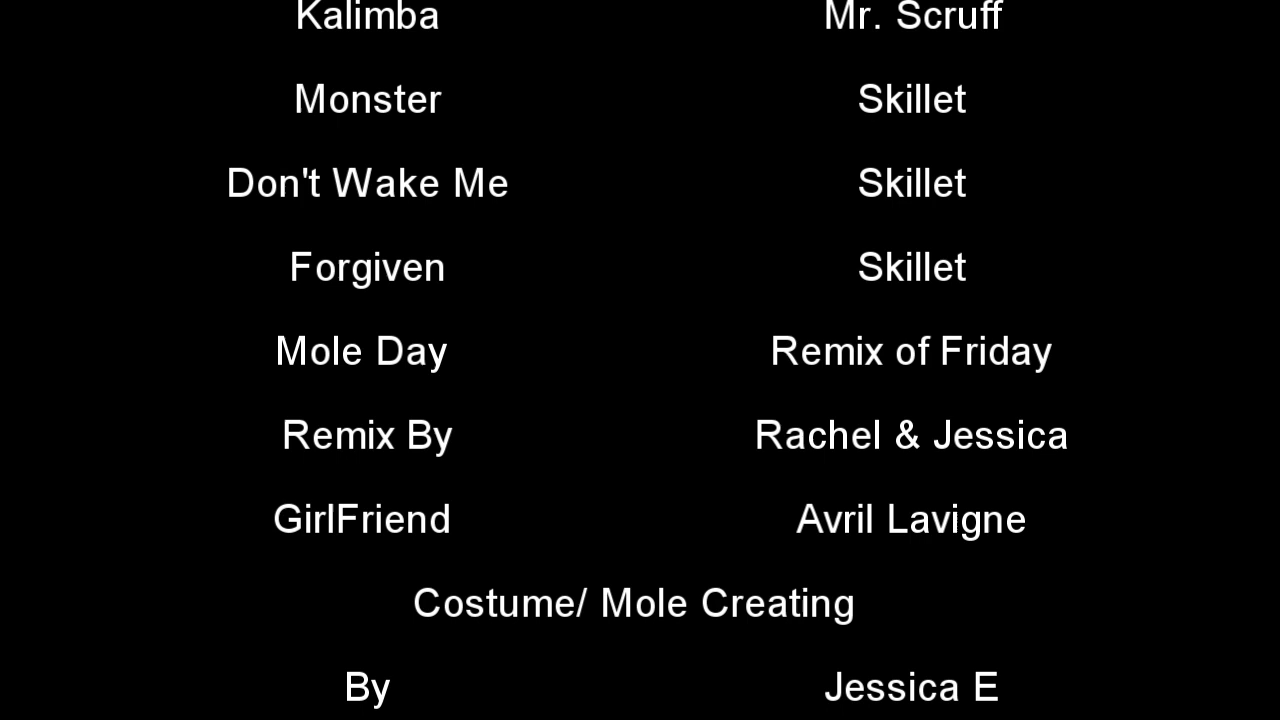 Kalimba Mr. Scruff
Monster Skillet
Don't Wake Me Skillet
Forgiven Skillet
Mole Day Remix of Friday
Remix By Rachel & Jessica
GirlFriend Avril Lavigne
Costume/ Mole Creating
By Jessica E